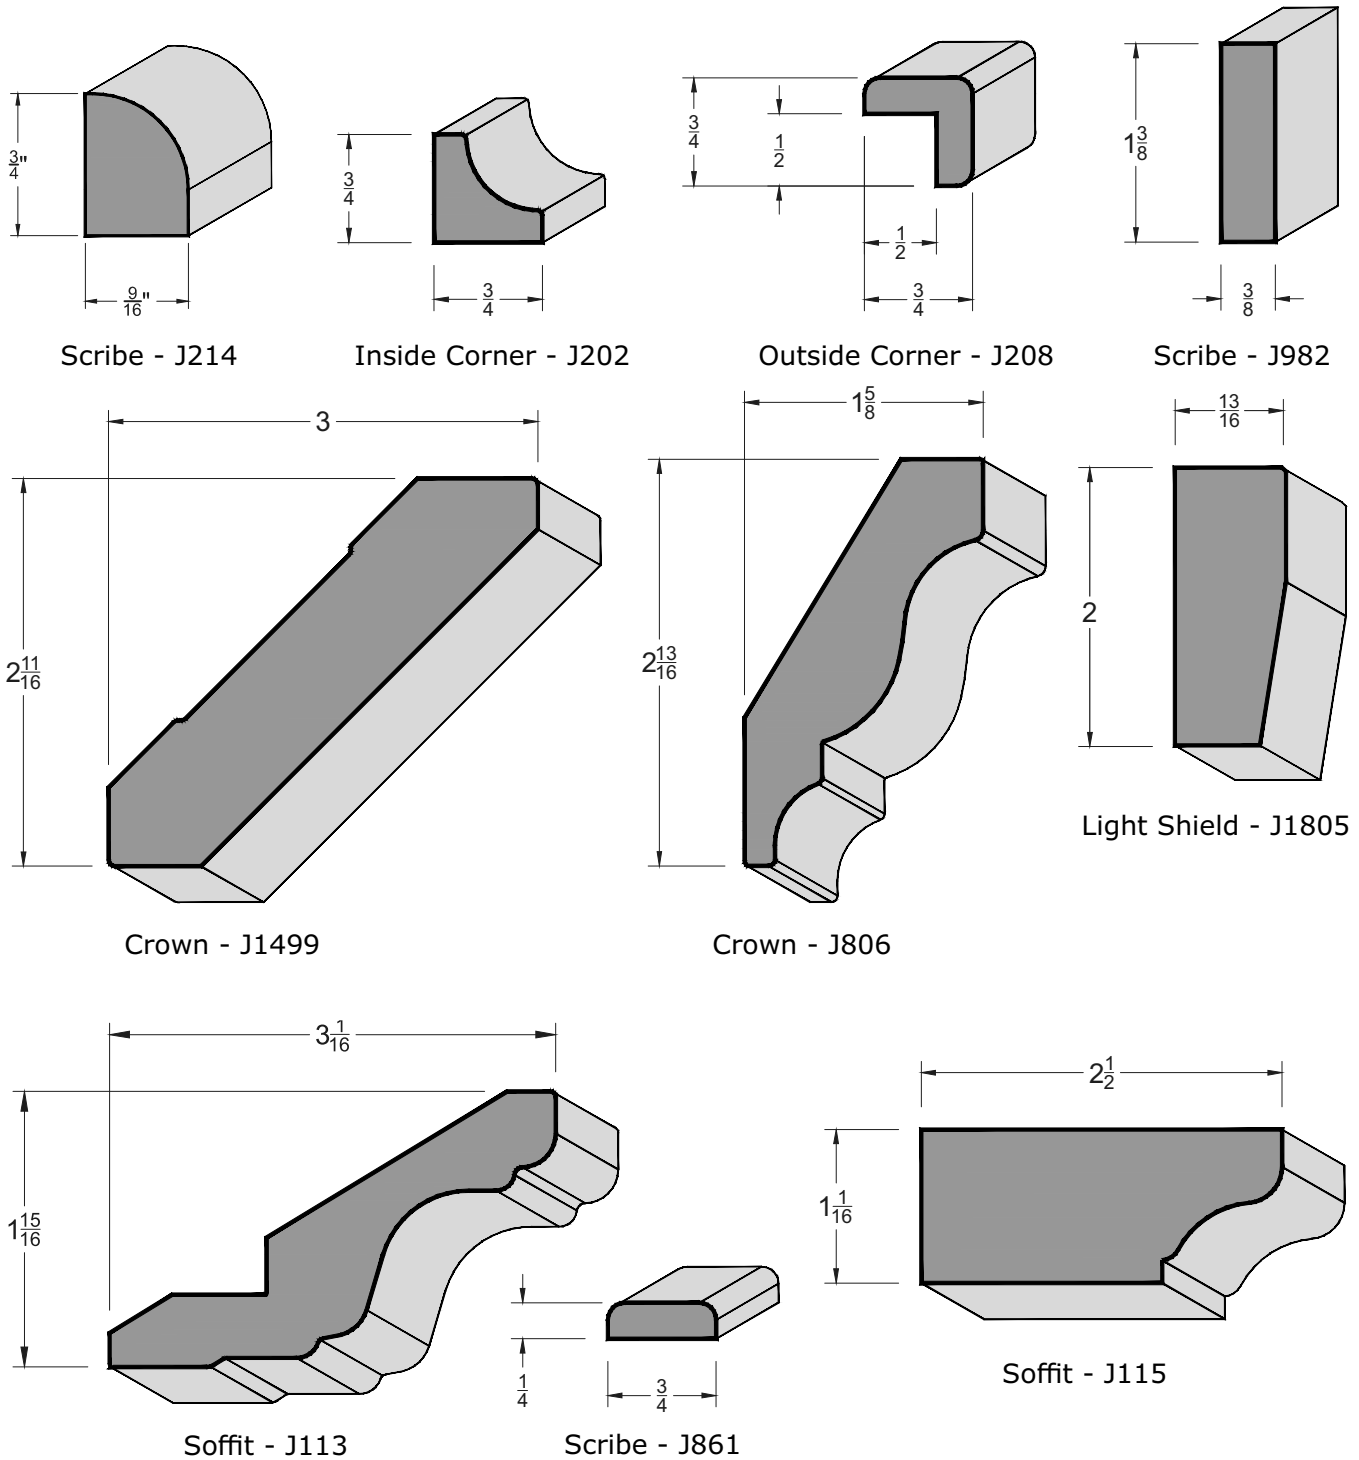 3/4"
9/16"
Scribe - J214
3/4
3/4
Inside Corner - J202
3/4
1/2
1/2
3/4
Outside Corner - J208
1 3/8
3/8
Scribe - J982
3
2 11/16
Crown - J1499
1 5/8
2 13/16
Crown - J806
13/16
2
Light Shield - J1805
3 1/16
1 15/16
Soffit - J113
1/4
3/4
Scribe - J861
2 1/2
1 1/16
Soffit - J115